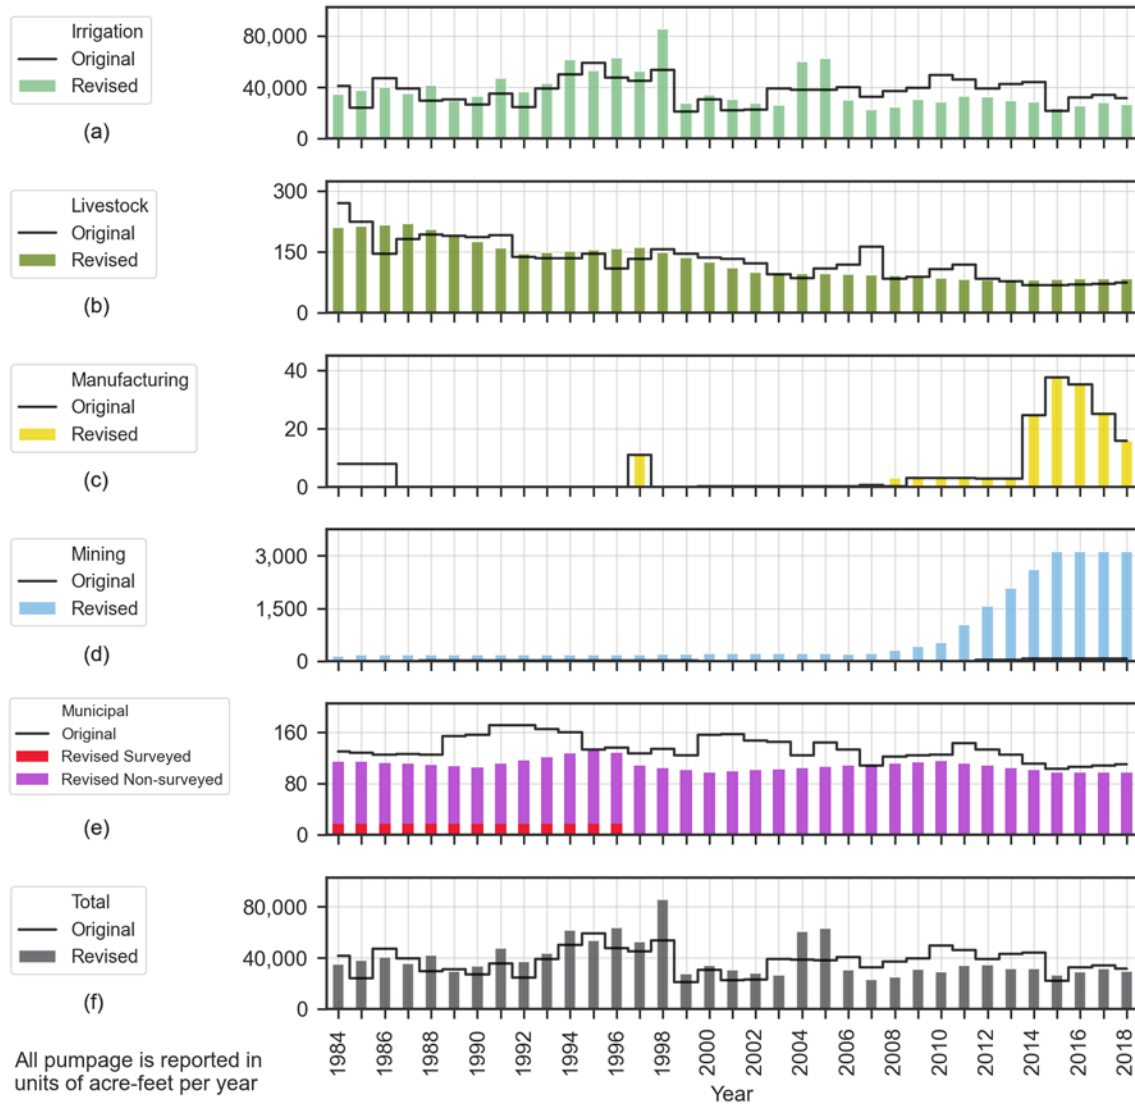 Irrigation
Original
Revised
(a)
80,000
40,000
0
Livestock
Original
Revised
(b)
300
150
0
Manufacturing
Original
Revised
(c)
40
20
0
Mining
Original
Revised
(d)
3,000
1,500
0
Municipal
Original
Revised Surveyed
Revised Non-surveyed
(e)
160
80
0
Total
Original
Revised
(f)
80,000
40,000
0
1984
1986
1988
1990
1992
1994
1996
1998
2000
2002
2004
2006
2008
2010
2012
2014
2016
2018
Year
All pumpage is reported in
units of acre-feet per year